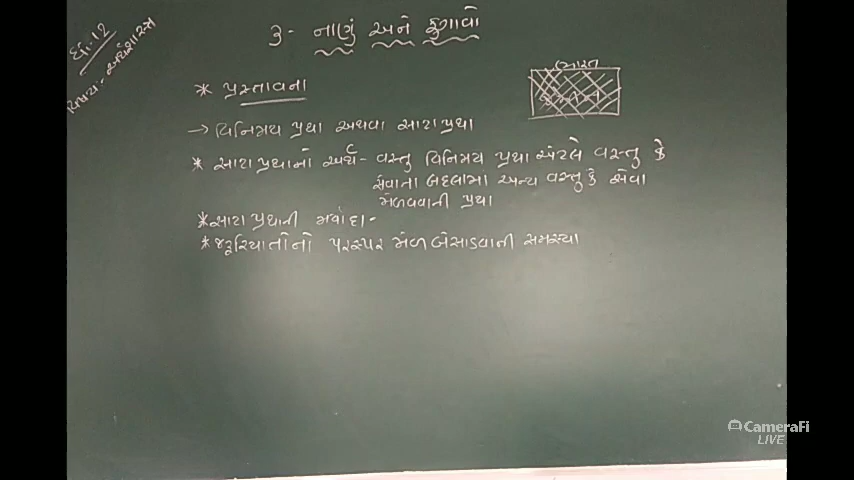 ધો.-12
વિષય:- અર્થશાસ્ત્ર
૩- નાણું અને ફુગાવો
ભારત
* પ્રસ્તાવના
→ વિનિમય પ્રથા અથવા સાટા પ્રથા
* સાટા પ્રથાનો અર્થ- વસ્તુ વિનિમય પ્રથા એટલે વસ્તુ કે
સેવાના બદલામાં અન્ય વસ્તુ કે સેવા
મેળવવાની પ્રથા
* સાટા પ્રથાની મર્યાદા-
* જરૂરિયાતોનો પરસ્પર મેળ બેસાડવાની સમસ્યા
CameraFi
LIVE